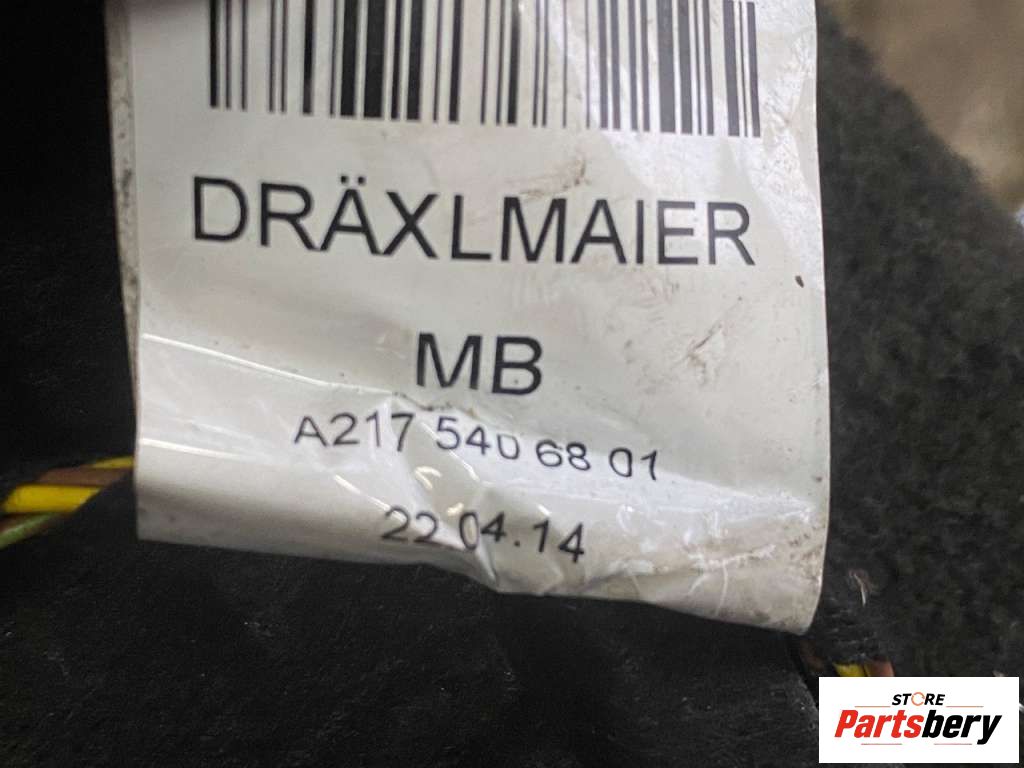 DRÄXLMAIER
MB
A217 540 68 01
22.04.14
STORE
Partsbery